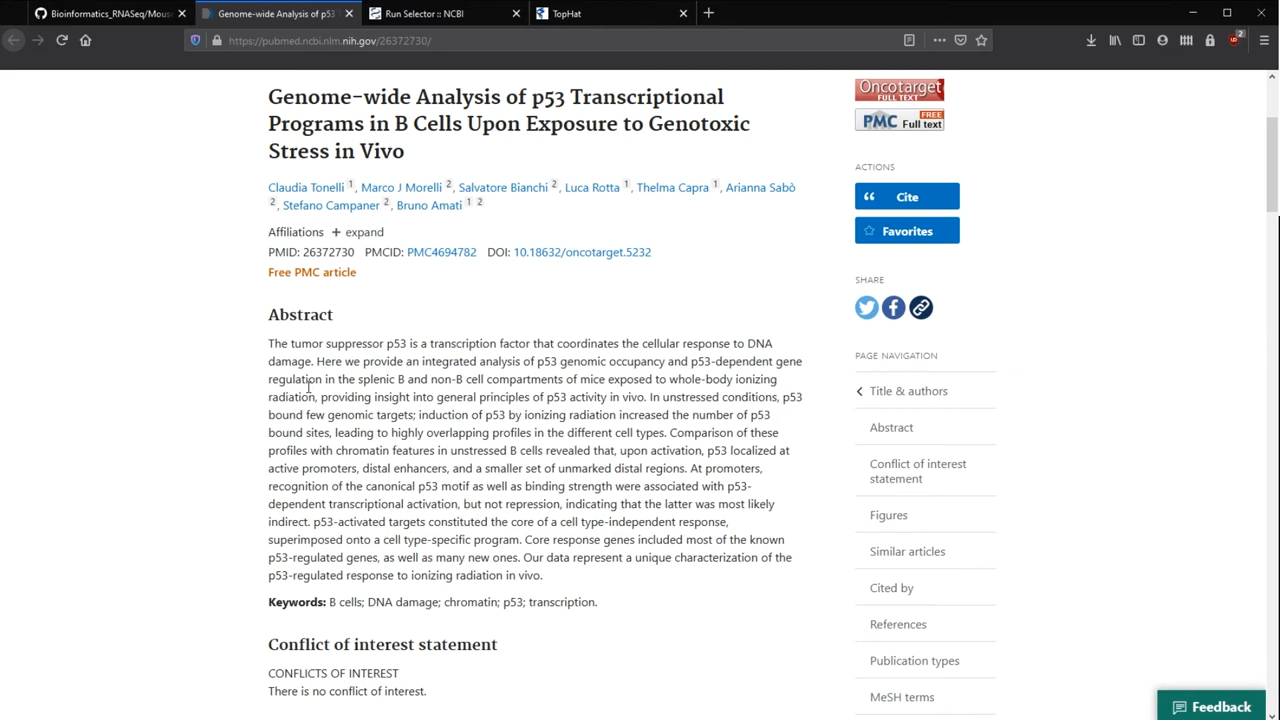 Bioinformatics_RNASeq/Mouse
Genome-wide Analysis of p53 T
Run Selector :: NCBI
TopHat
https://pubmed.ncbi.nlm.nih.gov/26372730/
2
Genome-wide Analysis of p53 Transcriptional
Programs in B Cells Upon Exposure to Genotoxic
Stress in Vivo
Claudia Tonelli 1, Marco J Morelli 2, Salvatore Bianchi 2, Luca Rotta 1, Thelma Capra 1, Arianna Sabò
2, Stefano Campaner 2, Bruno Amati 1 2
Affiliations + expand
PMID: 26372730 PMCID: PMC4694782 DOI: 10.18632/oncotarget.5232
Free PMC article
Abstract
The tumor suppressor p53 is a transcription factor that coordinates the cellular response to DNA
damage. Here we provide an integrated analysis of p53 genomic occupancy and p53-dependent gene
regulation in the splenic B and non-B cell compartments of mice exposed to whole-body ionizing
radiation, providing insight into general principles of p53 activity in vivo. In unstressed conditions, p53
bound few genomic targets; induction of p53 by ionizing radiation increased the number of p53
bound sites, leading to highly overlapping profiles in the different cell types. Comparison of these
profiles with chromatin features in unstressed B cells revealed that, upon activation, p53 localized at
active promoters, distal enhancers, and a smaller set of unmarked distal regions. At promoters,
recognition of the canonical p53 motif as well as binding strength were associated with p53-
dependent transcriptional activation, but not repression, indicating that the latter was most likely
indirect. p53-activated targets constituted the core of a cell type-independent response,
superimposed onto a cell type-specific program. Core response genes included most of the known
p53-regulated genes, as well as many new ones. Our data represent a unique characterization of the
p53-regulated response to ionizing radiation in vivo.
Keywords: B cells; DNA damage; chromatin; p53; transcription.
Conflict of interest statement
CONFLICTS OF INTEREST
There is no conflict of interest.
Oncotarget
FULL TEXT
PMC FREE Full text
ACTIONS
Cite
Favorites
SHARE
PAGE NAVIGATION
Title & authors
Abstract
Conflict of interest
statement
Figures
Similar articles
Cited by
References
Publication types
MeSH terms
Feedback